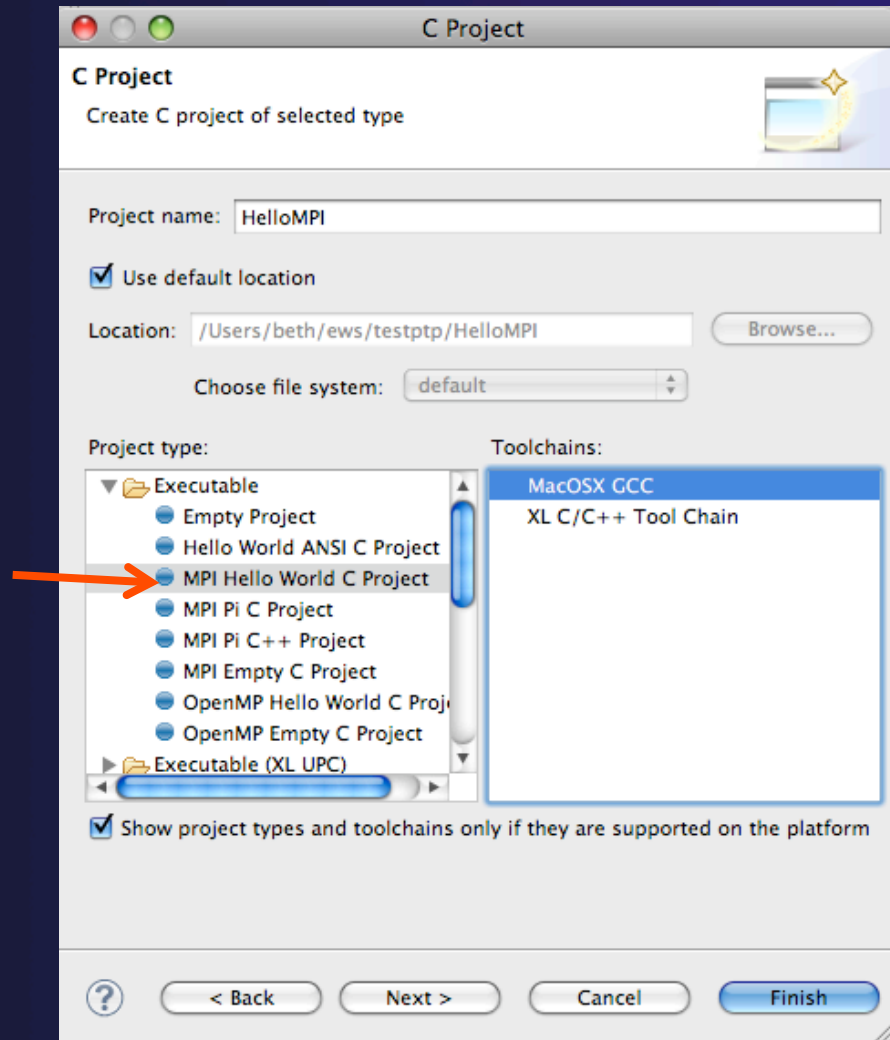 C Project
C Project
Create C project of selected type
Project name: HelloMPI
Use default location
Location: /Users/beth/ews/testptp/HelloMPI Browse...
Choose file system: default
Project type: Toolchains:
Executable MacOSX GCC
Empty Project XL C/C++ Tool Chain
Hello World ANSI C Project
MPI Hello World C Project
MPI Pi C Project
MPI Pi C++ Project
MPI Empty C Project
OpenMP Hello World C Proj
OpenMP Empty C Project
Executable (XL UPC)
Show project types and toolchains only if they are supported on the platform
? < Back Next > Cancel Finish